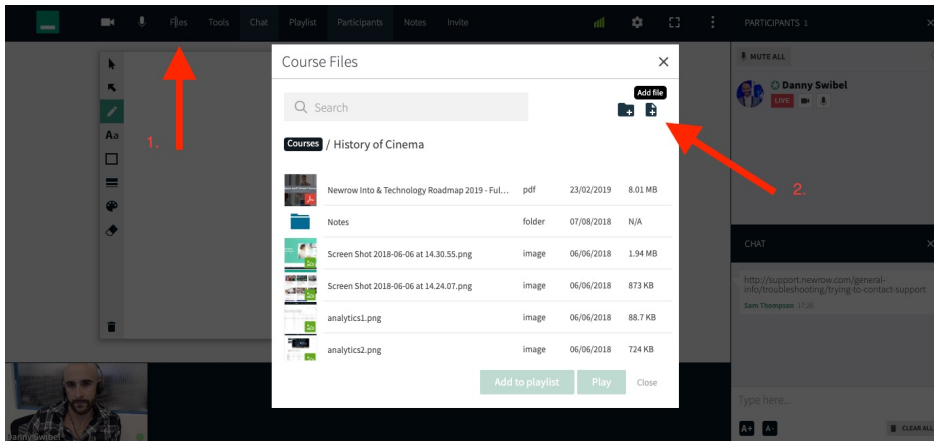 Files Tools Chat Playlist Participants Notes Invite
PARTICIPANTS 1
MUTE ALL
Danny Swibel
LIVE
1.
Aa
Course Files
Search
Add file
Courses / History of Cinema
Newrow Into & Technology Roadmap 2019 - Ful... pdf 23/02/2019 8.01 MB
Notes folder 07/08/2018 N/A
Screen Shot 2018-06-06 at 14.30.55.png image 06/06/2018 1.94 MB
Screen Shot 2018-06-06 at 14.24.07.png image 06/06/2018 873 KB
analytics1.png image 06/06/2018 88.7 KB
analytics2.png image 06/06/2018 724 KB
Add to playlist Play Close
2.
CHAT
http://support.newrow.com/general-
info/troubleshooting/trying-to-contact-support
Sam Thompson 17:26
Type here...
A+ A-
CLEAR ALL
Danny Swibel